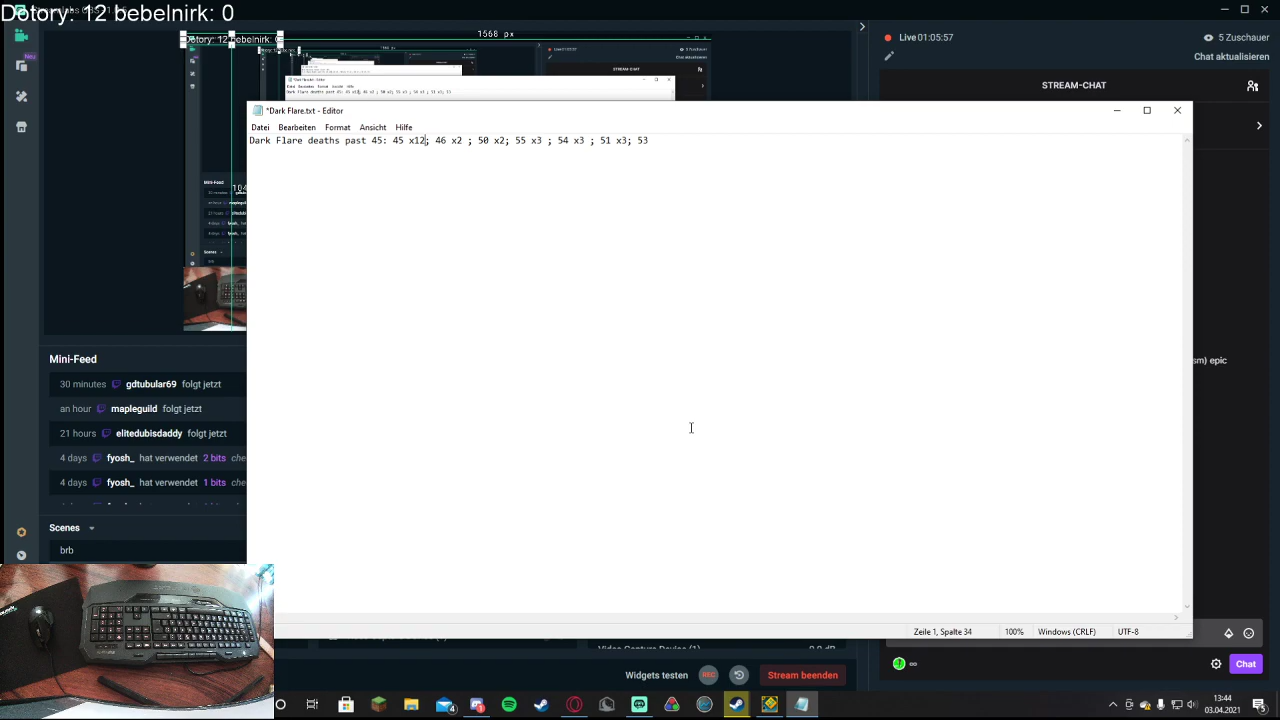 Dotory: 12 bebelnirk: 0
Live 01:05:57
5 Zuschauer
1568 px
STREAM-CHAT
*Dark Flare.txt - Editor
Datei Bearbeiten Format Ansicht Hilfe
Dark Flare deaths past 45: 45 x12; 46 x2 ; 50 x2; 55 x3 ; 54 x3 ; 51 x3; 53
Mini-Feed
30 minutes gdtubular69 folgt jetzt
an hour mapleguild folgt jetzt
21 hours elitedubisdaddy folgt jetzt
4 days fyosh_ hat verwendet 2 bits
4 days fyosh_ hat verwendet 1 bits
sm) epic
Scenes
brb
Zeile 1, Spalte 34 100% Windows (CRLF)
Widgets testen REC Stream beenden
Chat
13:44
03.04.2021